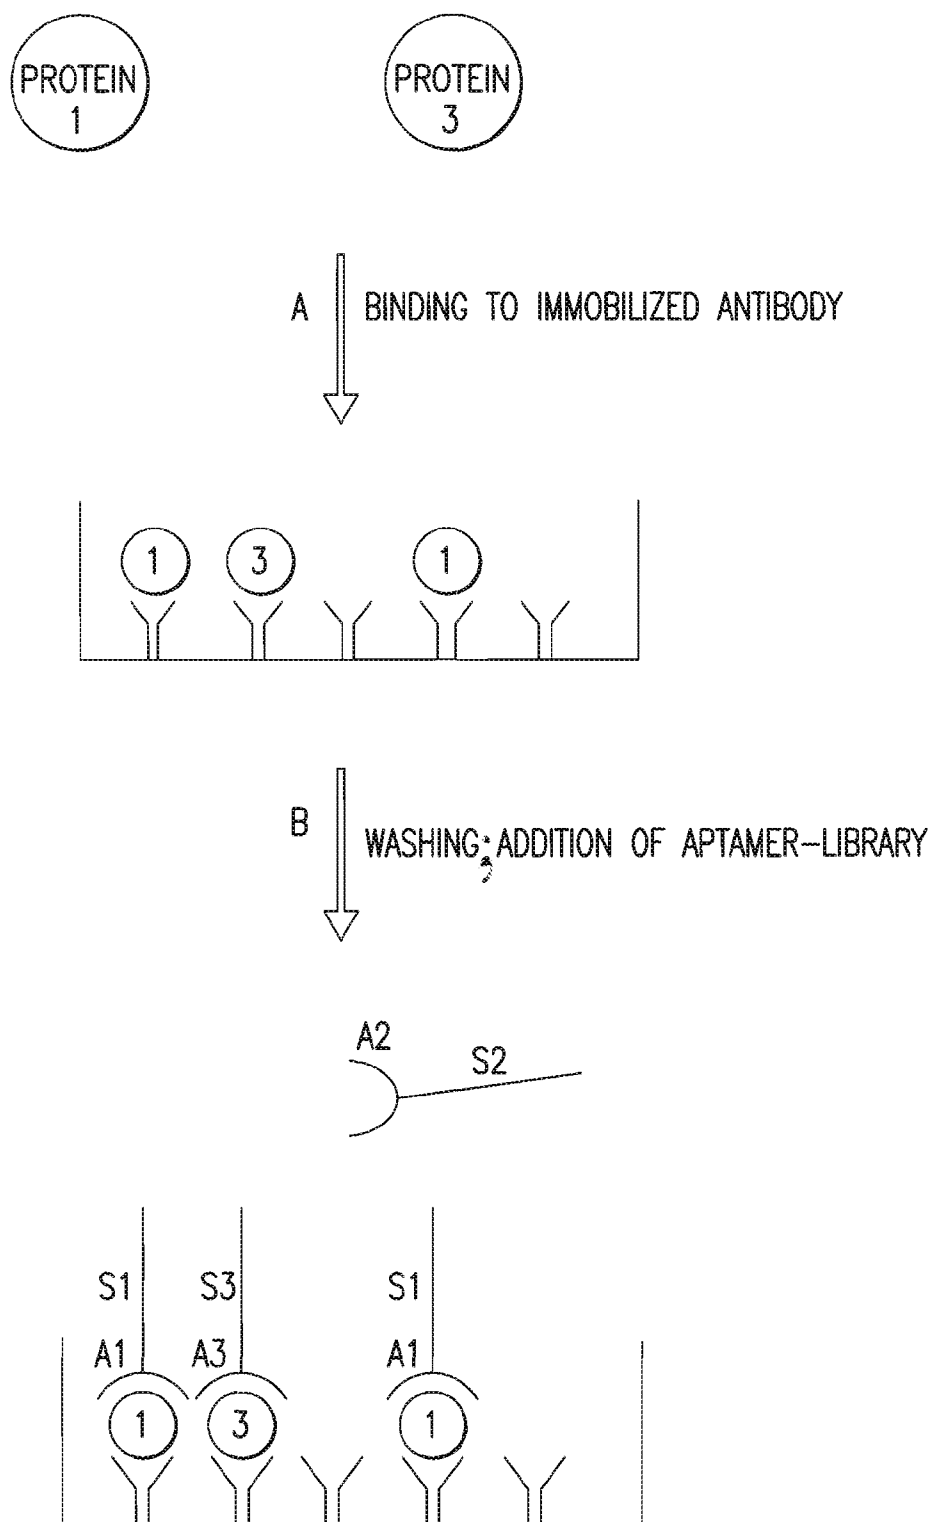 PROTEIN
1
PROTEIN
3
A
BINDING TO IMMOBILIZED ANTIBODY
1
3
1
B
WASHING; ADDITION OF APTAMER-LIBRARY
A2
S2
S1
S3
S1
A1
A3
A1
1
3
1